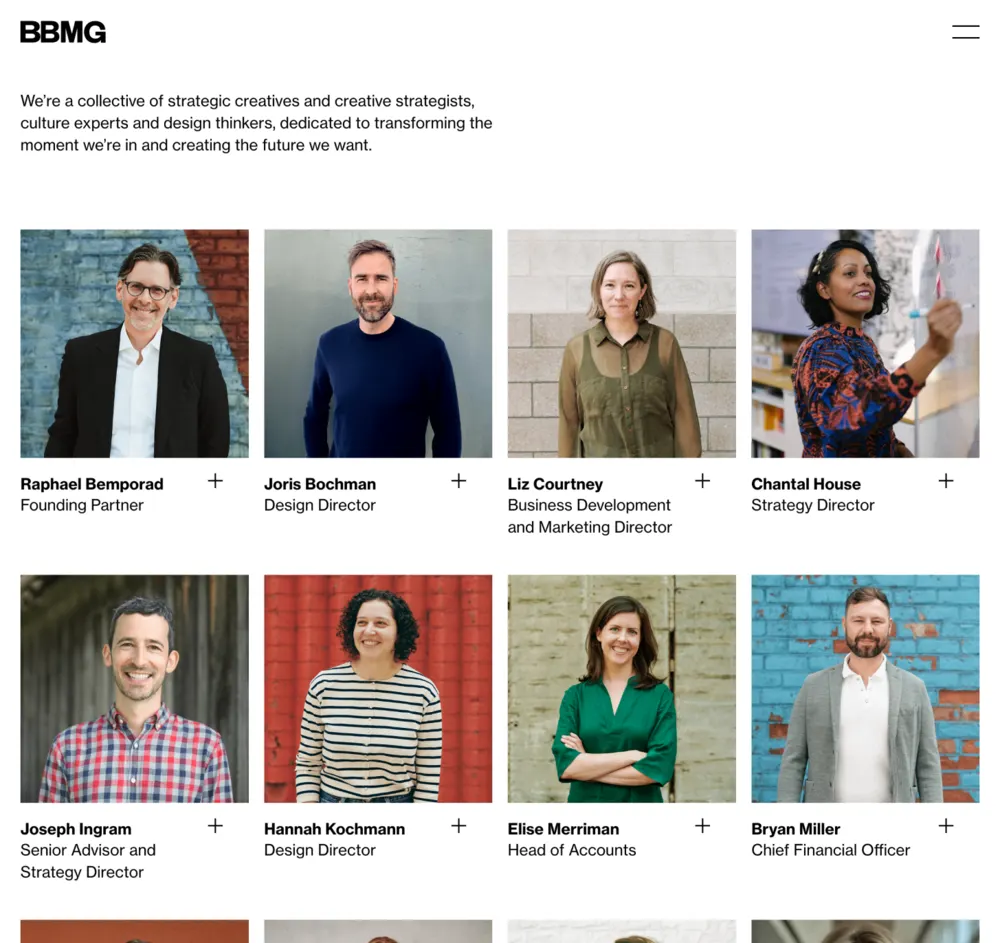 BBMG
We're a collective of strategic creatives and creative strategists,
culture experts and design thinkers, dedicated to transforming the
moment we're in and creating the future we want.
Raphael Bemporad
Founding Partner
Joris Bochman
Design Director
Liz Courtney
Business Development
and Marketing Director
Chantal House
Strategy Director
Joseph Ingram
Senior Advisor and
Strategy Director
Hannah Kochmann
Design Director
Elise Merriman
Head of Accounts
Bryan Miller
Chief Financial Officer